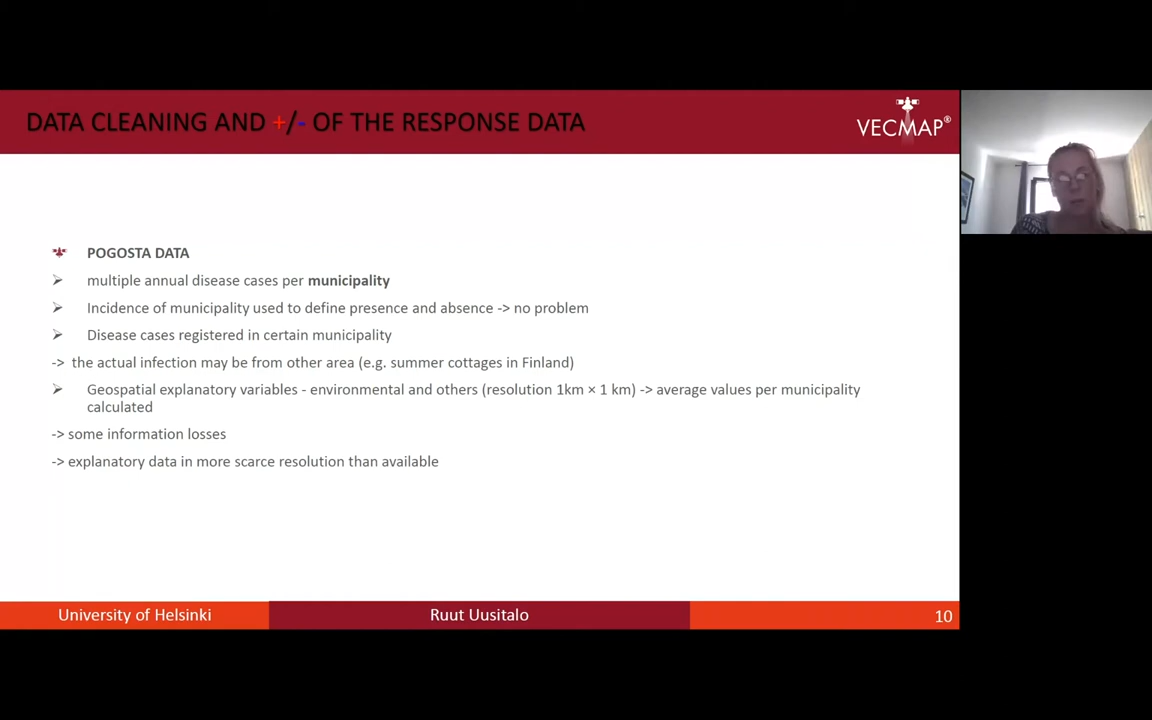 DATA CLEANING AND +/- OF THE RESPONSE DATA
VECMAP®
POGOSTA DATA
multiple annual disease cases per municipality
Incidence of municipality used to define presence and absence -> no problem
Disease cases registered in certain municipality
-> the actual infection may be from other area (e.g. summer cottages in Finland)
Geospatial explanatory variables - environmental and others (resolution 1km × 1 km) -> average values per municipality
calculated
-> some information losses
-> explanatory data in more scarce resolution than available
University of Helsinki
Ruut Uusitalo
10